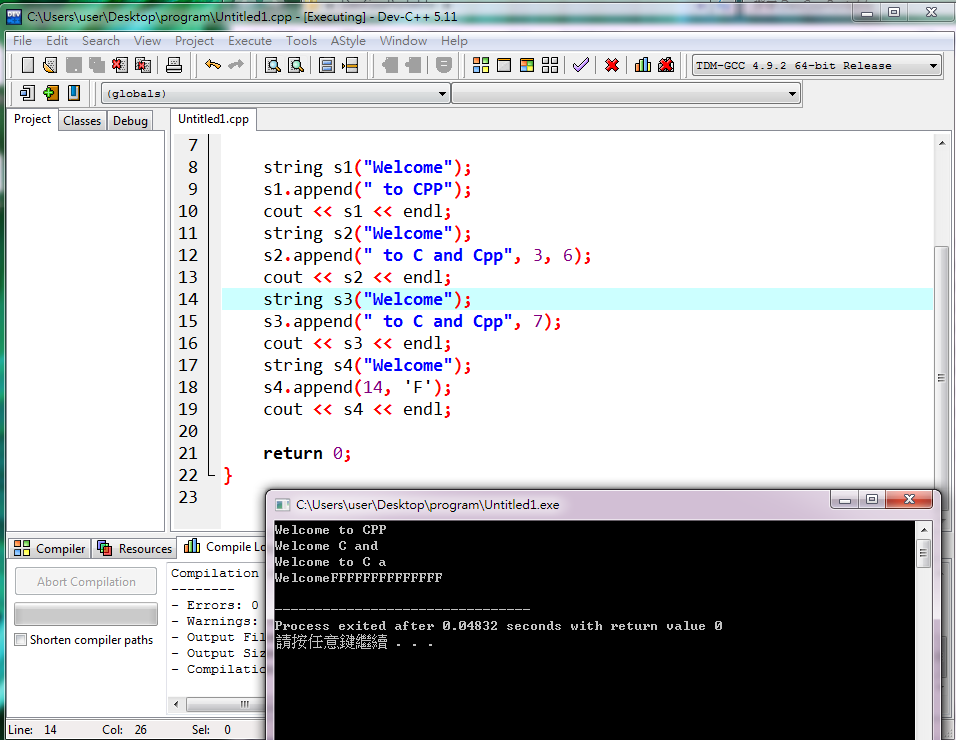 C:\Users\user\Desktop\program\Untitled1.cpp - [Executing] - Dev-C++ 5.11
File Edit Search View Project Execute Tools AStyle Window Help
TDM-GCC 4.9.2 64-bit Release
(globals)
Project Classes Debug Untitled1.cpp
7
8 string s1("Welcome");
9 s1.append(" to CPP");
10 cout << s1 << endl;
11 string s2("Welcome");
12 s2.append(" to C and Cpp", 3, 6);
13 cout << s2 << endl;
14 string s3("Welcome");
15 s3.append(" to C and Cpp", 7);
16 cout << s3 << endl;
17 string s4("Welcome");
18 s4.append(14, 'F');
19 cout << s4 << endl;
20
21 return 0;
22 }
23
Compiler Resources Compile Lo
Abort Compilation
Shorten compiler paths
Compilation
--------
- Errors: 0
- Warnings:
- Output Fil
- Output Siz
- Compilatio
C:\Users\user\Desktop\program\Untitled1.exe
Welcome to CPP
Welcome C and
Welcome to C a
WelcomeFFFFFFFFFFFFFF
--------------------------------
Process exited after 0.04832 seconds with return value 0
請按任意鍵繼續 . . .
Line: 14 Col: 26 Sel: 0